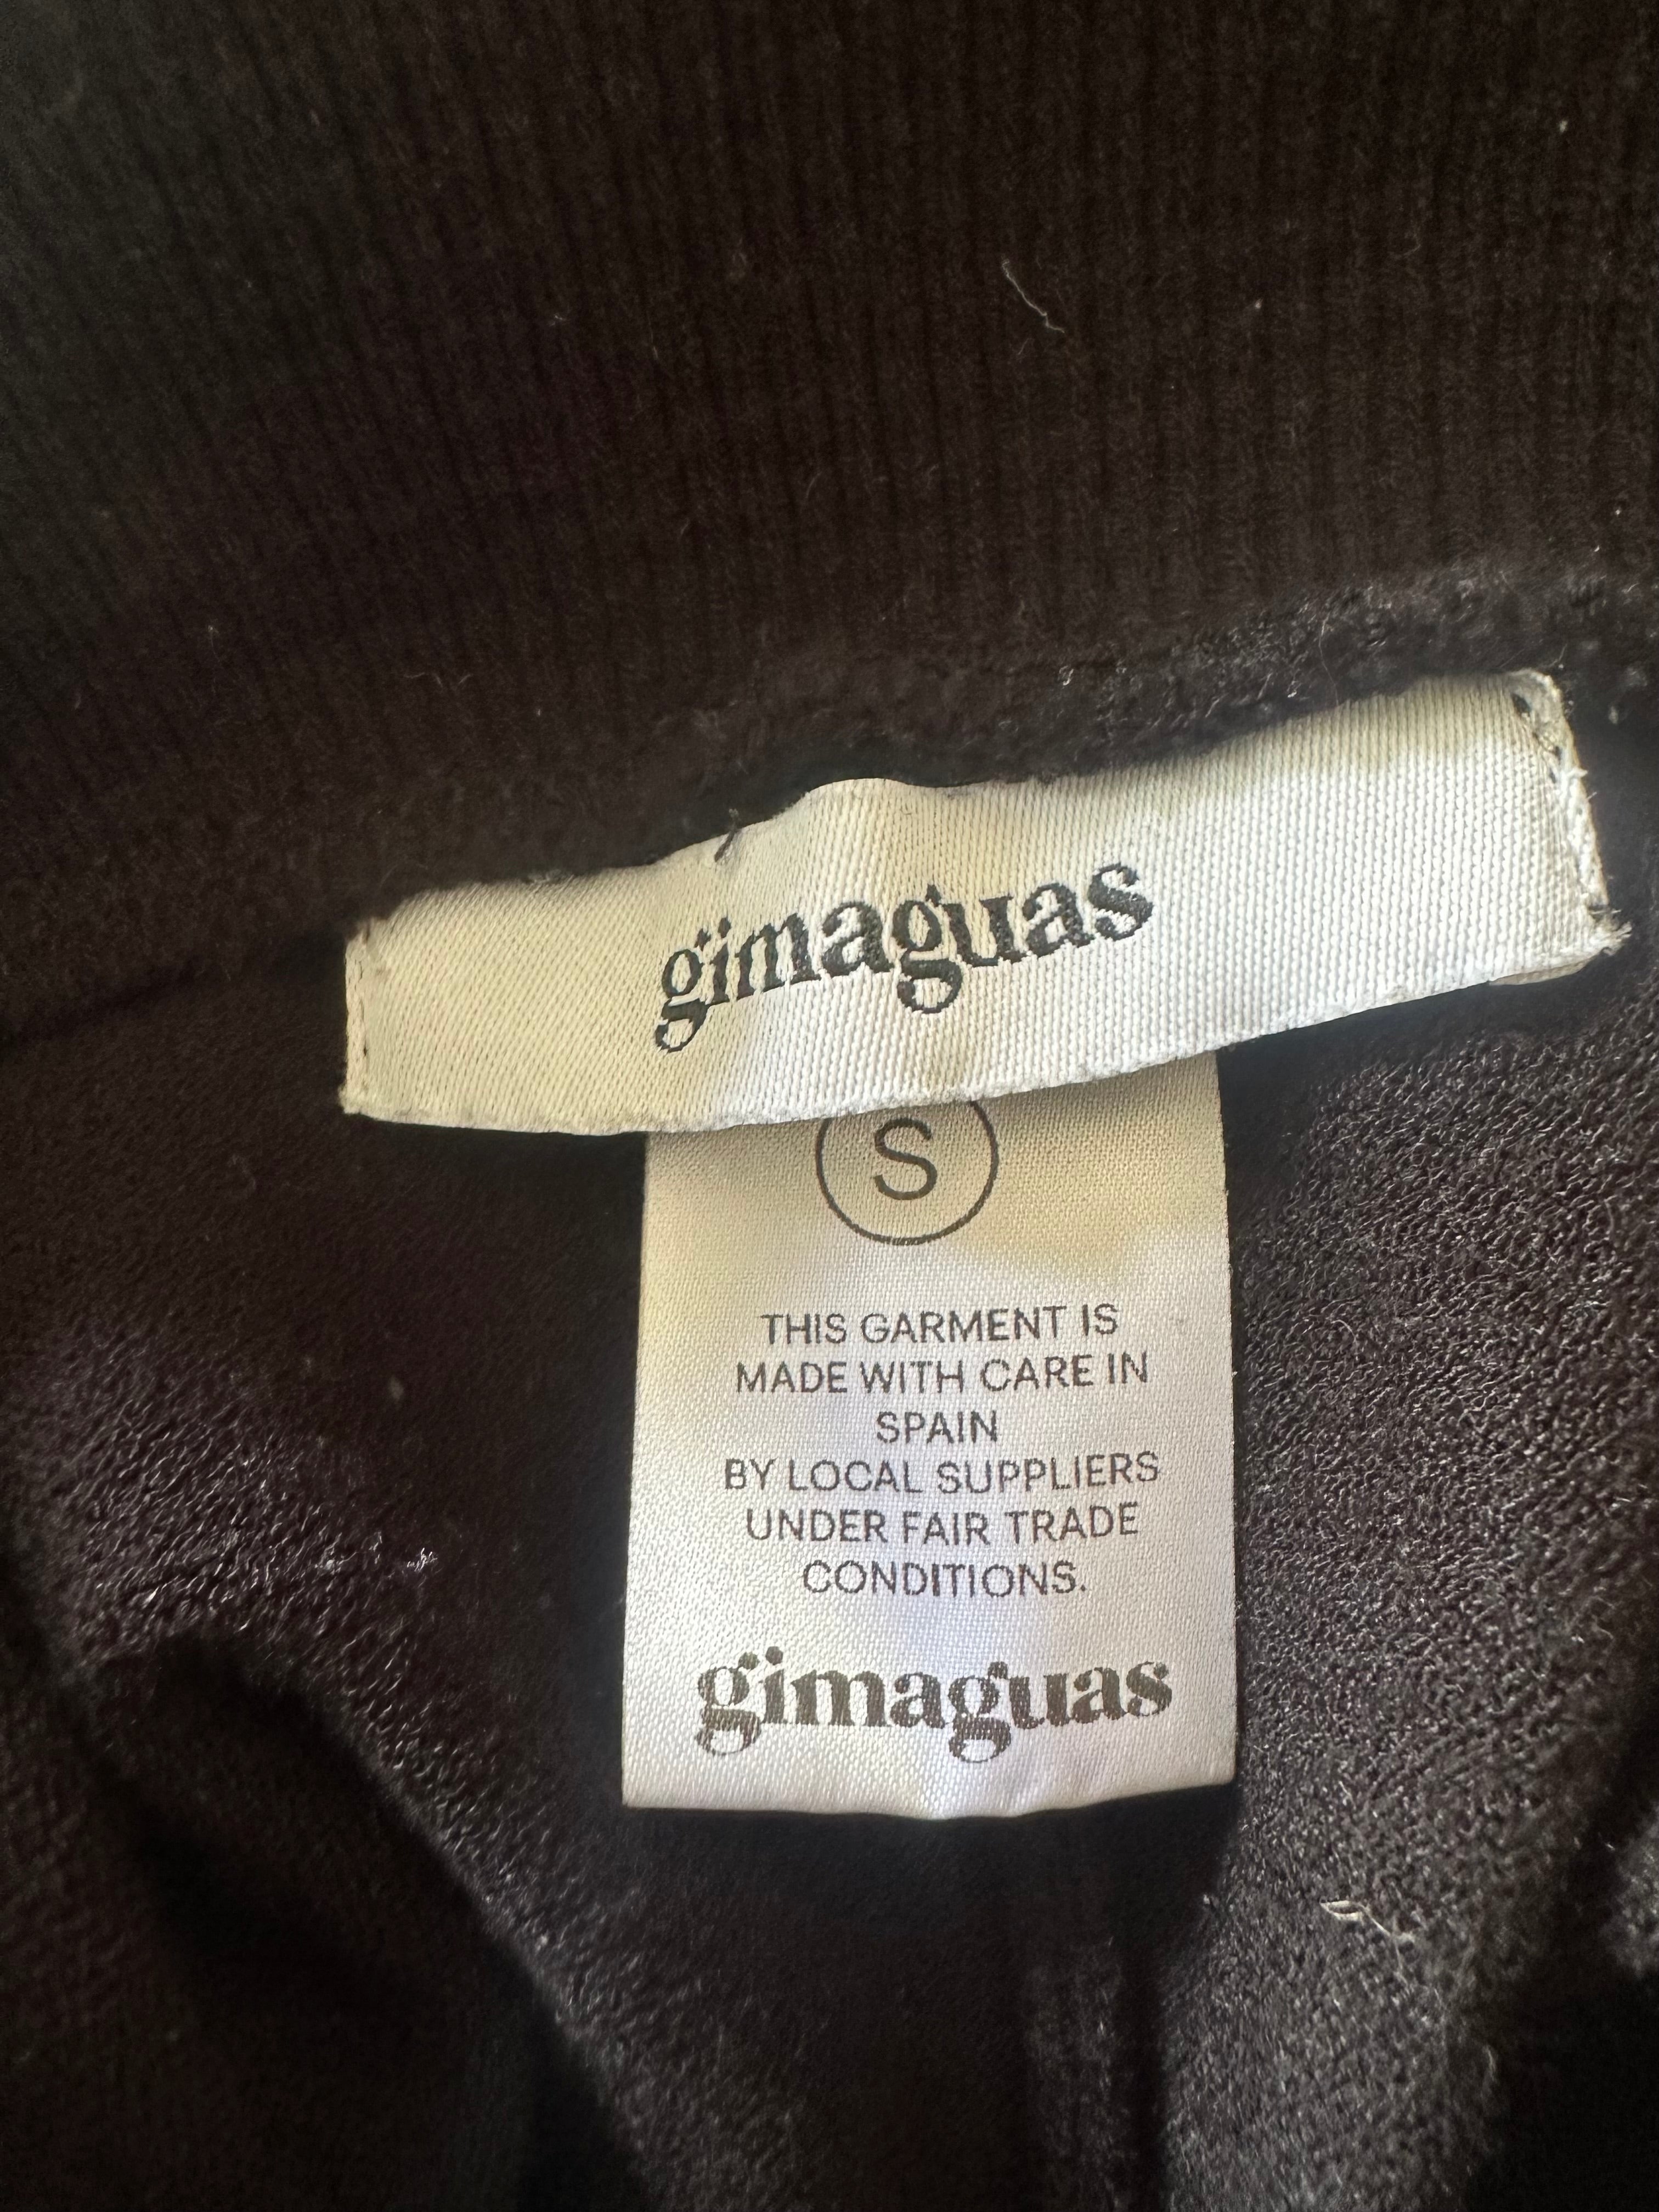 gimaguas
S
THIS GARMENT IS
MADE WITH CARE IN
SPAIN
BY LOCAL SUPPLIERS
UNDER FAIR TRADE
CONDITIONS.
gimaguas